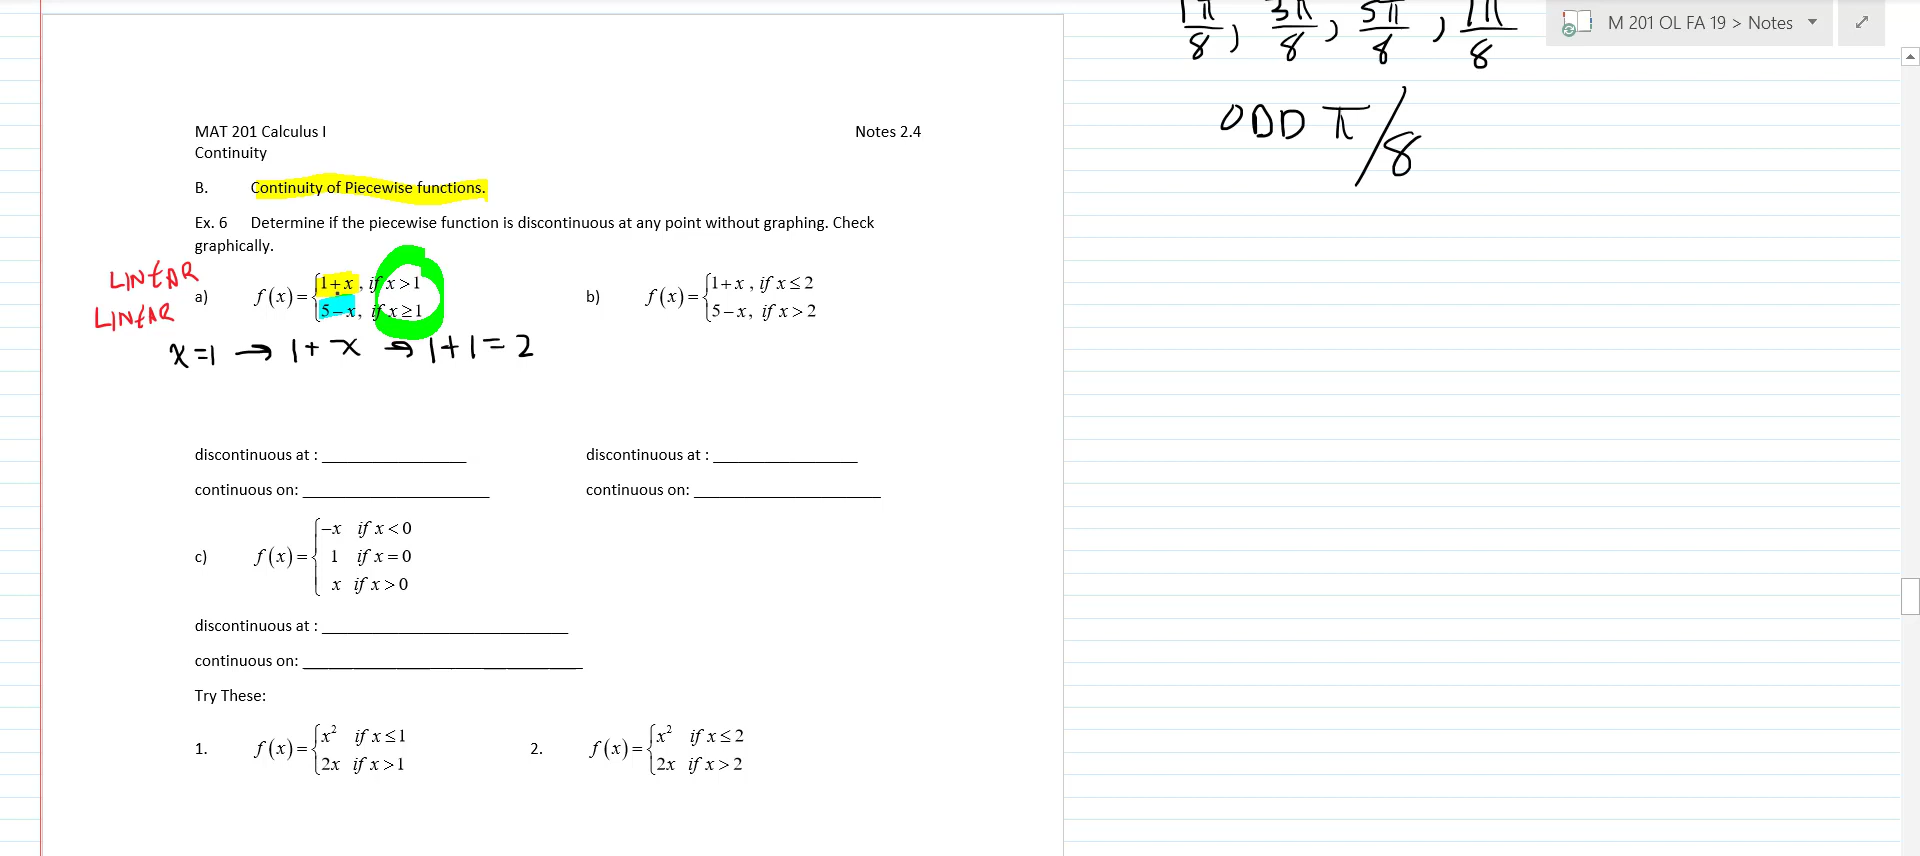 M 201 OL FA 19 > Notes
π/8, 3π/8, 5π/8, 7π/8
ODD π/8
MAT 201 Calculus I Notes 2.4
Continuity
B. Continuity of Piecewise functions.
Ex. 6 Determine if the piecewise function is discontinuous at any point without graphing. Check
graphically.
LINEAR
LINEAR
a) f(x) = { 1+x , if x > 1
5−x, if x ≥ 1
b) f(x) = { 1+x , if x ≤ 2
5−x, if x > 2
x=1 → 1+x → 1+1=2
discontinuous at : __________________ discontinuous at : __________________
continuous on: _______________________ continuous on: _______________________
c) f(x) = { −x if x < 0
1 if x = 0
x if x > 0
discontinuous at : ______________________________
continuous on: __________________________________
Try These:
1. f(x) = { x² if x ≤ 1
2x if x > 1
2. f(x) = { x² if x ≤ 2
2x if x > 2